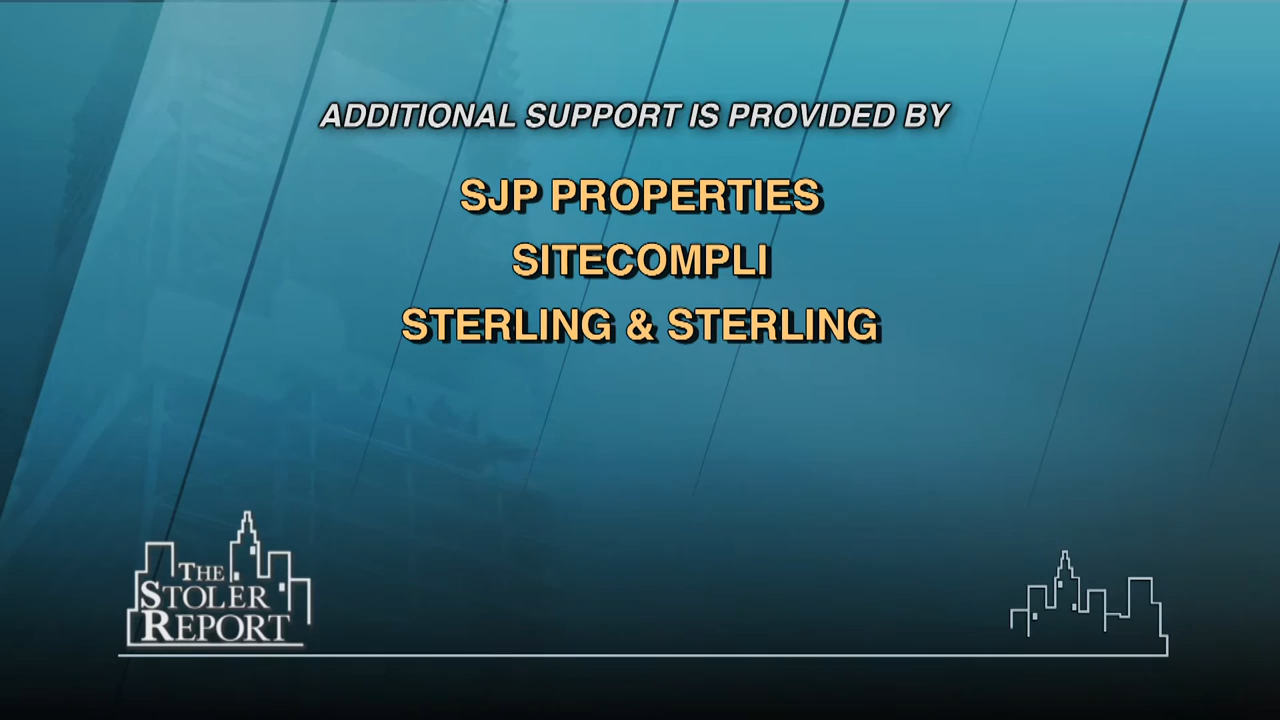 ADDITIONAL SUPPORT IS PROVIDED BY
SJP PROPERTIES
SITECOMPLI
STERLING & STERLING
THE
STOLER
REPORT